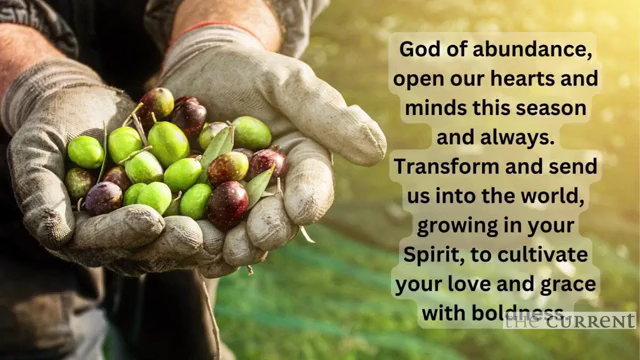 God of abundance,
open our hearts and
minds this season
and always.
Transform and send
us into the world,
growing in your
Spirit, to cultivate
your love and grace
with boldness.
the CURRENT